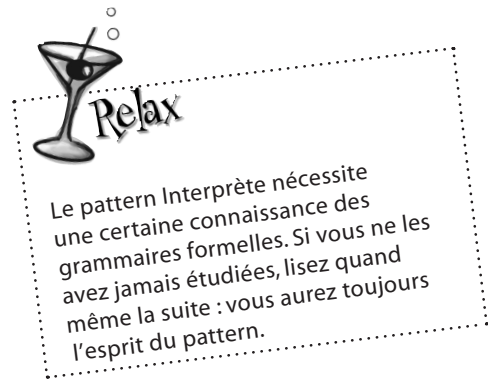 Relax
Le pattern Interprète nécessite
une certaine connaissance des
grammaires formelles. Si vous ne les
avez jamais étudiées, lisez quand
même la suite : vous aurez toujours
l’esprit du pattern.